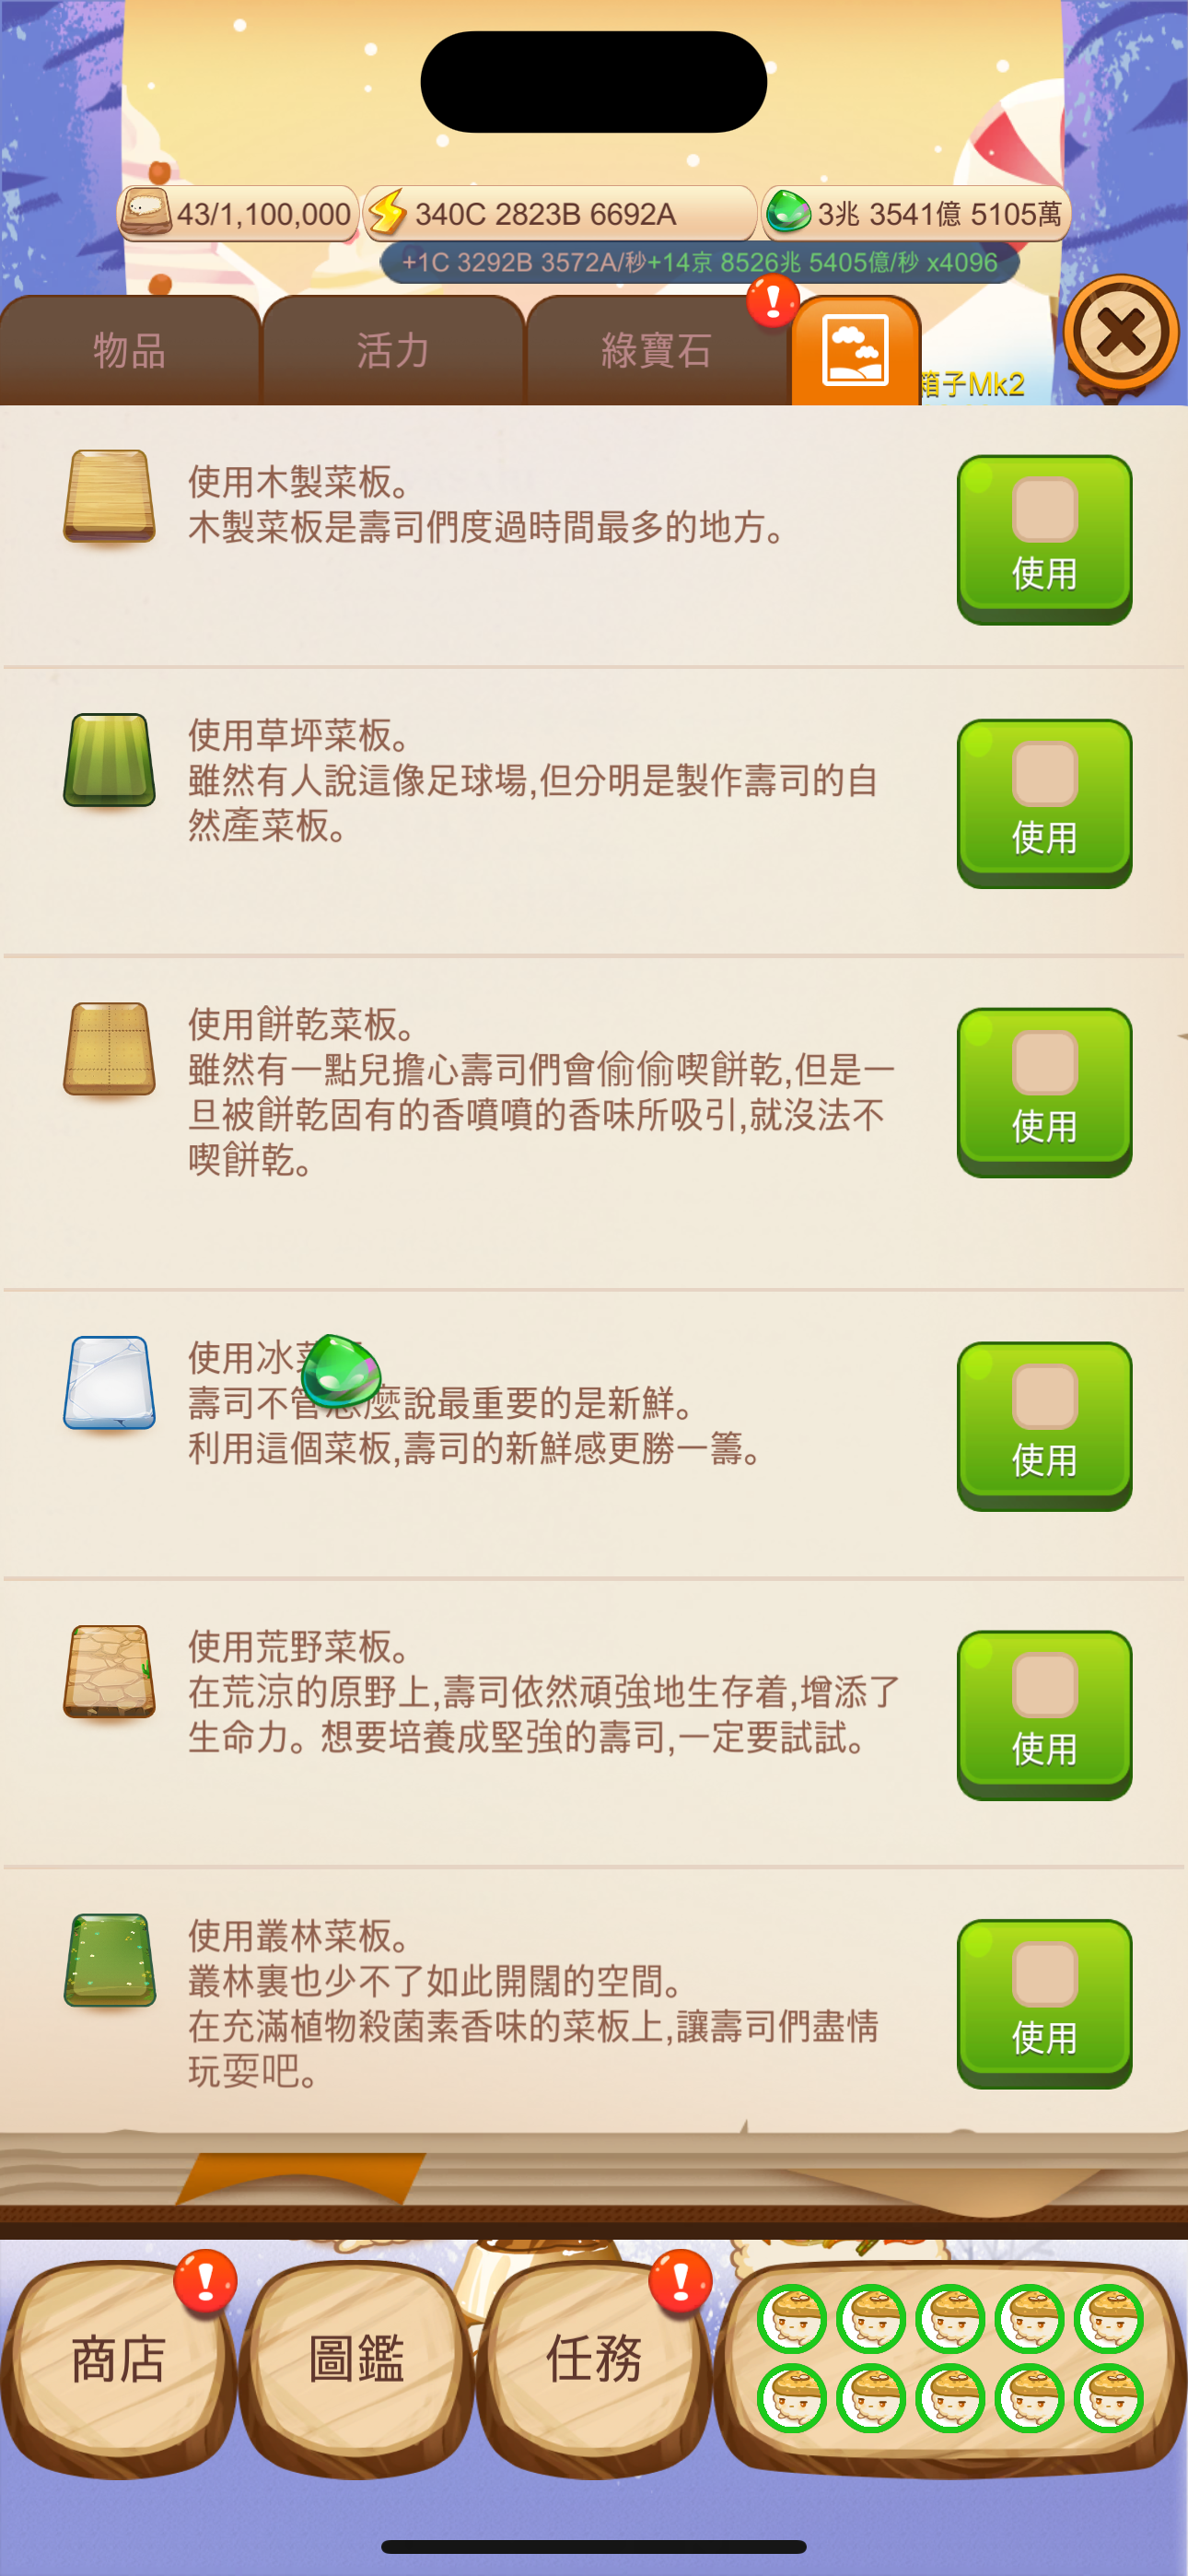 43/1,100,000
340C 2823B 6692A
3兆 3541億 5105萬
+1C 3292B 3572A/秒+14京 8526兆 5405億/秒 x4096
物品
活力
綠寶石
箱子Mk2
使用木製菜板。
木製菜板是壽司們度過時間最多的地方。
使用
使用草坪菜板。
雖然有人說這像足球場,但分明是製作壽司的自
然產菜板。
使用
使用餅乾菜板。
雖然有一點兒擔心壽司們會偷偷喫餅乾,但是一
旦被餅乾固有的香噴噴的香味所吸引,就沒法不
喫餅乾。
使用
使用冰
壽司不管怎麼說最重要的是新鮮。
利用這個菜板,壽司的新鮮感更勝一籌。
使用
使用荒野菜板。
在荒涼的原野上,壽司依然頑強地生存着,增添了
生命力。想要培養成堅強的壽司,一定要試試。
使用
使用叢林菜板。
叢林裏也少不了如此開闊的空間。
在充滿植物殺菌素香味的菜板上,讓壽司們盡情
玩耍吧。
使用
商店
圖鑑
任務